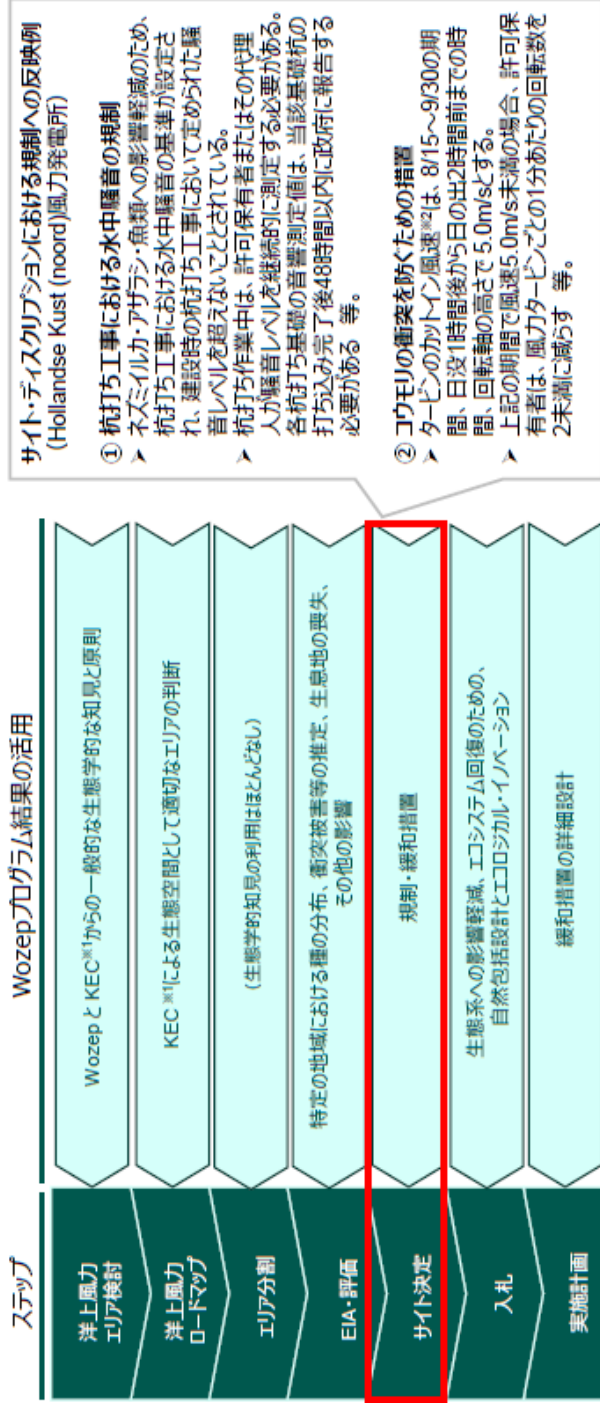 ステップ
Wozepプログラム結果の活用
洋上風力
エリア検討
Wozepと KEC※1からの一般的な生態学的な知見と原則
洋上風力
ロードマップ
KEC ※1による生態空間として適切なエリアの判断
エリア分割
(生態学的知見の利用はほとんどなし)
EIA・評価
特定の地域における種の分布、衝突被害等の推定、生息地の喪失、
その他の影響
サイト決定
規制・緩和措置
入札
生態系への影響軽減、エコシステム回復のための、
自然包括設計とエコロジカル・イノベーション
実施計画
緩和措置の詳細設計
サイト・ディスクリプションにおける規制への反映例
(Hollandse Kust (noord)風力発電所)
① 杭打ち工事における水中騒音の規制
➤ ネズミイルカ・アザラシ・魚類への影響軽減のため、
杭打ち工事における水中騒音の基準が設定さ
れ、建設時の杭打ち工事において定められた騒
音レベルを超えないこととされている。
➤ 杭打ち作業中は、許可保有者またはその代理
人が騒音レベルを継続的に測定する必要がある。
各杭打ち基礎の音響測定値は、当該基礎杭の
打ち込み完了後48時間以内に政府に報告する
必要がある 等。
② コウモリの衝突を防ぐための措置
➤ タービンのカットイン風速※2は、8/15～9/30の期
間、日没1時間後から日の出2時間前までの時
間、回転軸の高さで 5.0m/sとする。
➤ 上記の期間で風速5.0m/s未満の場合、許可保
有者は、風力タービンごとの1分あたりの回転数を
2未満に減らす 等。